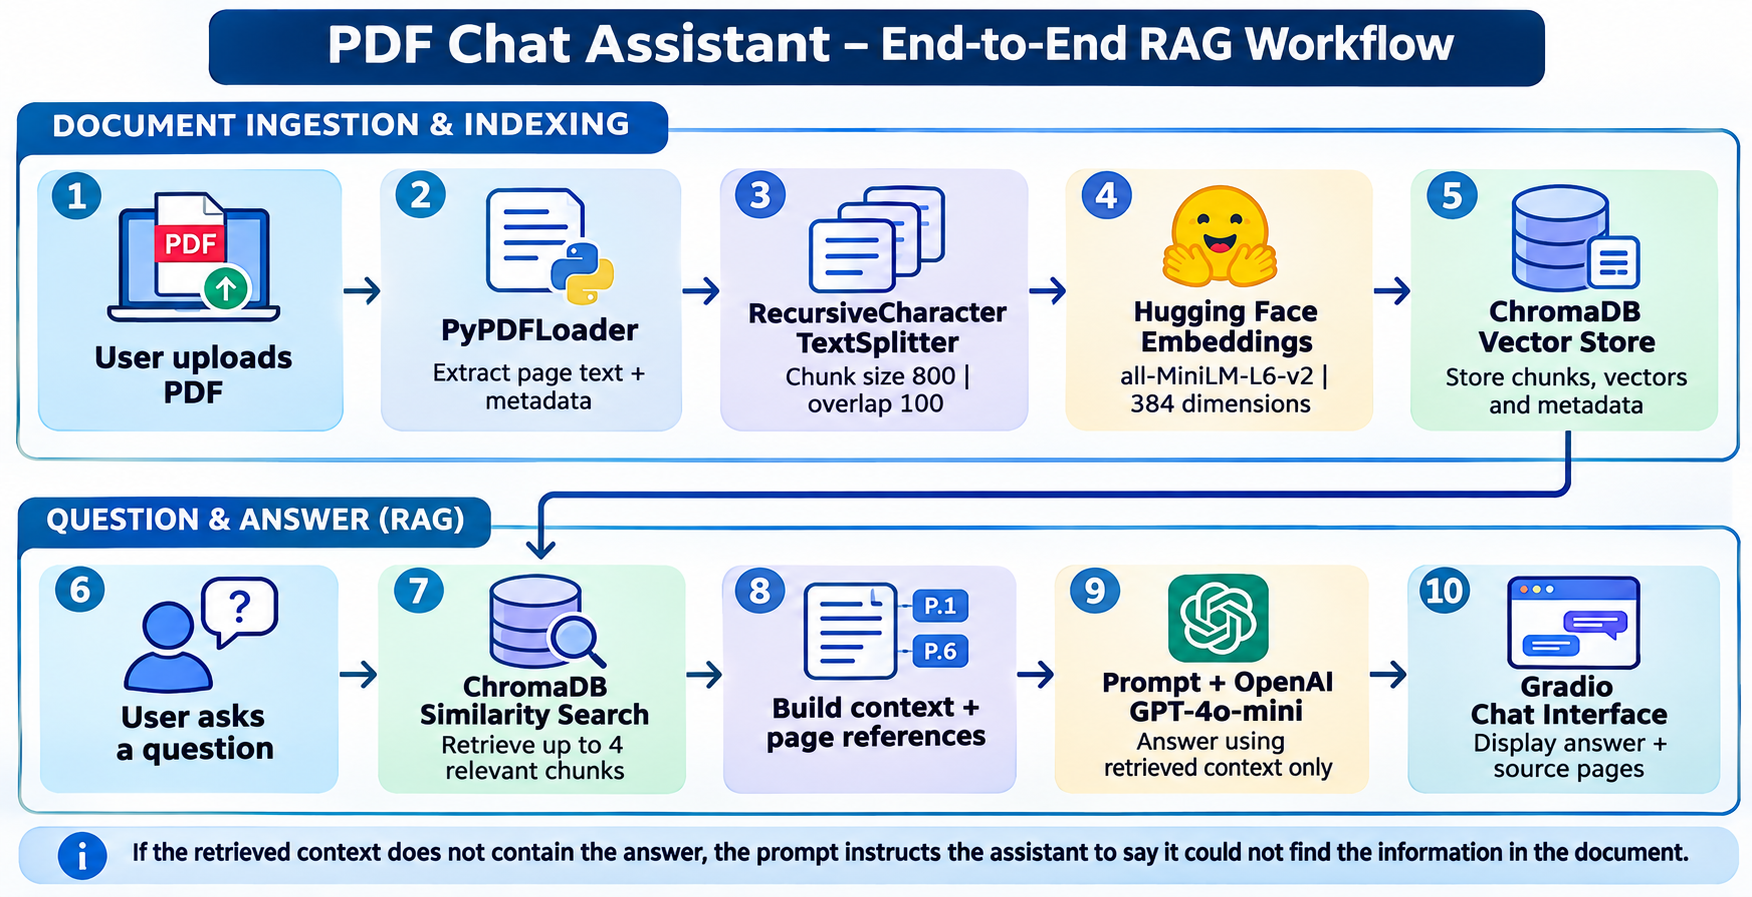 PDF Chat Assistant – End-to-End RAG Workflow
DOCUMENT INGESTION & INDEXING
1
PDF
User uploads
PDF
2
PyPDFLoader
Extract page text +
metadata
3
RecursiveCharacter
TextSplitter
Chunk size 800 |
overlap 100
4
Hugging Face
Embeddings
all-MiniLM-L6-v2 |
384 dimensions
5
ChromaDB
Vector Store
Store chunks, vectors
and metadata
QUESTION & ANSWER (RAG)
6
?
User asks
a question
7
ChromaDB
Similarity Search
Retrieve up to 4
relevant chunks
8
P.1
P.6
Build context +
page references
9
Prompt + OpenAI
GPT-4o-mini
Answer using
retrieved context only
10
Gradio
Chat Interface
Display answer +
source pages
i
If the retrieved context does not contain the answer, the prompt instructs the assistant to say it could not find the information in the document.